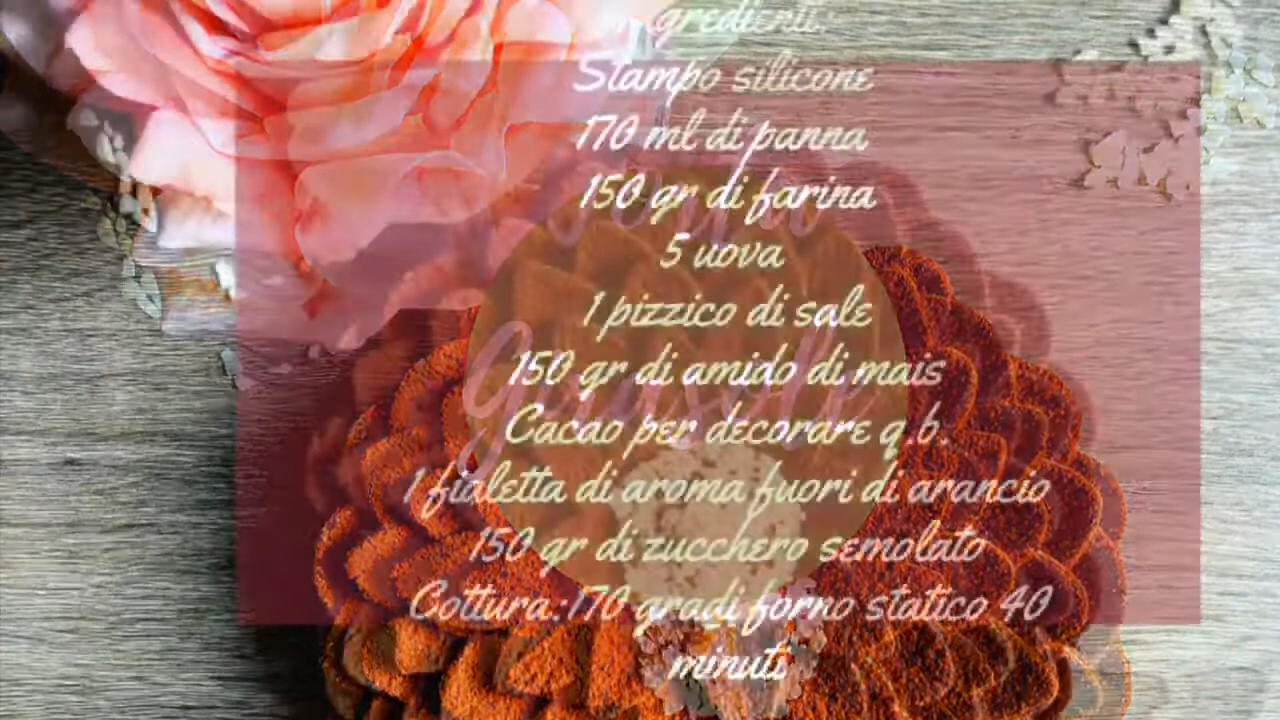 Ingredienti:
Stampo silicone
170 ml di panna
150 gr di farina
5 uova
1 pizzico di sale
150 gr di amido di mais
Cacao per decorare q.b.
1 fialetta di aroma fuori di arancio
150 gr di zucchero semolato
Cottura:170 gradi forno statico 40
minuti